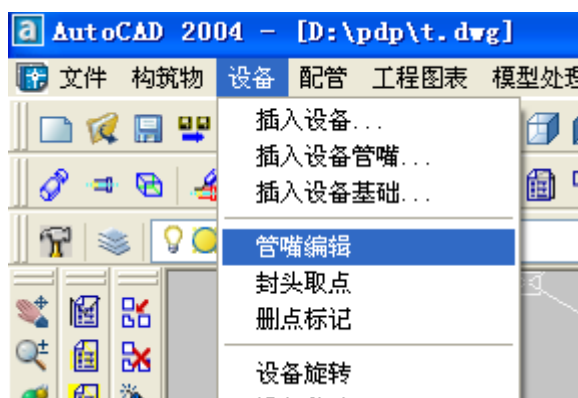 AutoCAD 2004 - [D:\pdp\t.dwg]
文件 构筑物 设备 配管 工程图表 模型处理
插入设备...
插入设备管嘴...
插入设备基础...
管嘴编辑
封头取点
删点标记
设备旋转